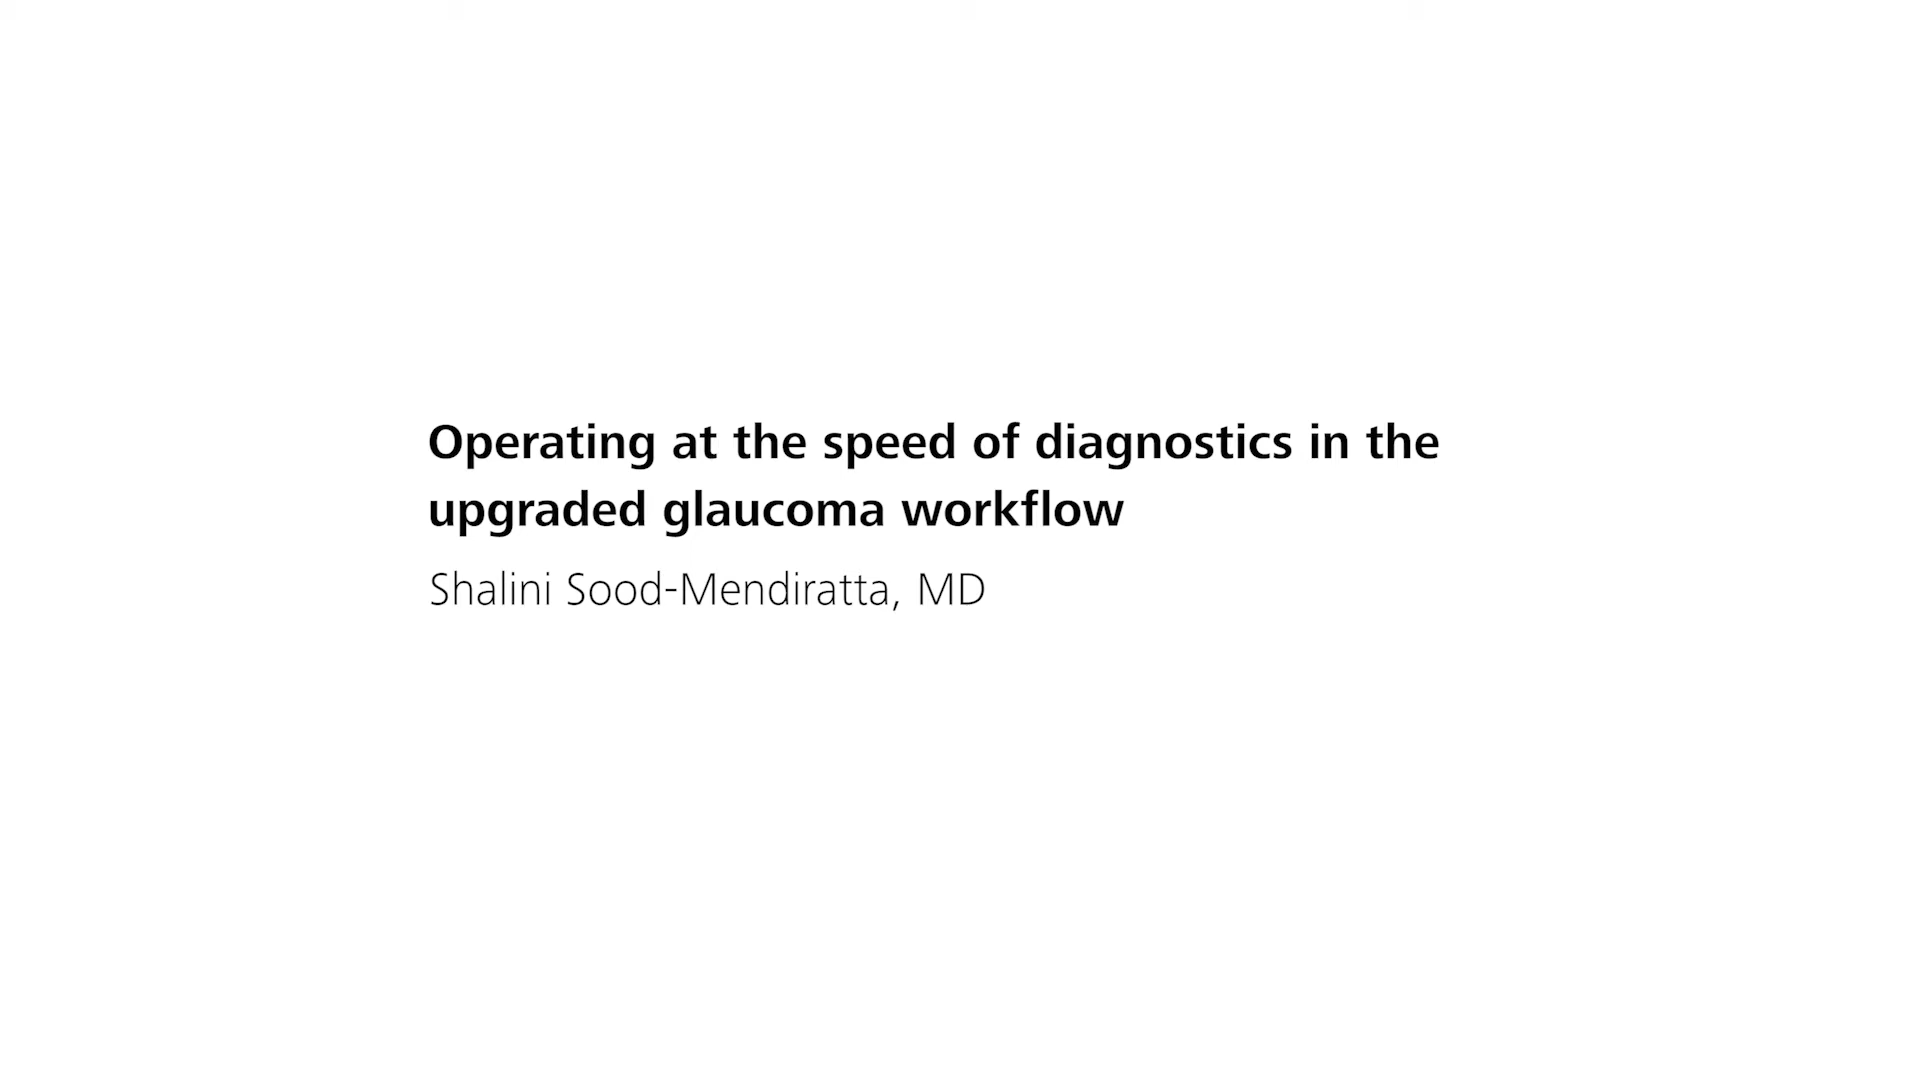 Operating at the speed of diagnostics in the
upgraded glaucoma workflow
Shalini Sood-Mendiratta, MD